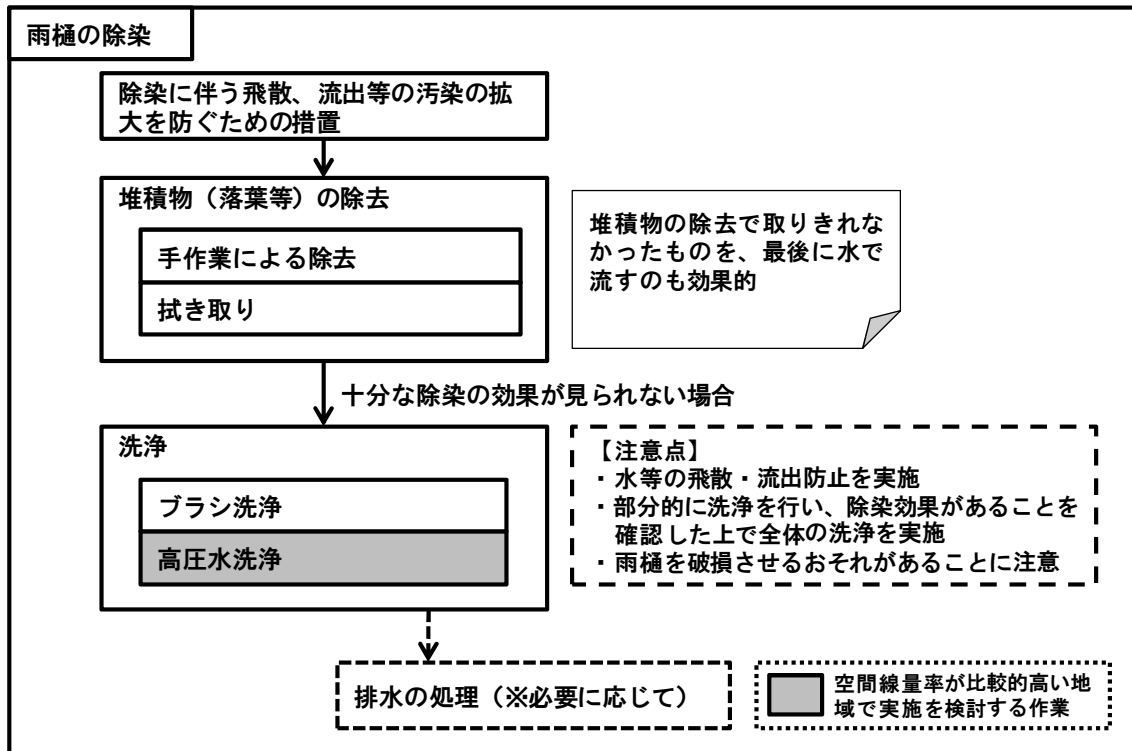 雨樋の除染
除染に伴う飛散、流出等の汚染の拡
大を防ぐための措置
堆積物（落葉等）の除去
手作業による除去
拭き取り
堆積物の除去で取りきれな
かったものを、最後に水で
流すのも効果的
十分な除染の効果が見られない場合
洗浄
ブラシ洗浄
高圧水洗浄
【注意点】
・水等の飛散・流出防止を実施
・部分的に洗浄を行い、除染効果があることを
確認した上で全体の洗浄を実施
・雨樋を破損させるおそれがあることに注意
排水の処理（※必要に応じて）
空間線量率が比較的高い地
域で実施を検討する作業